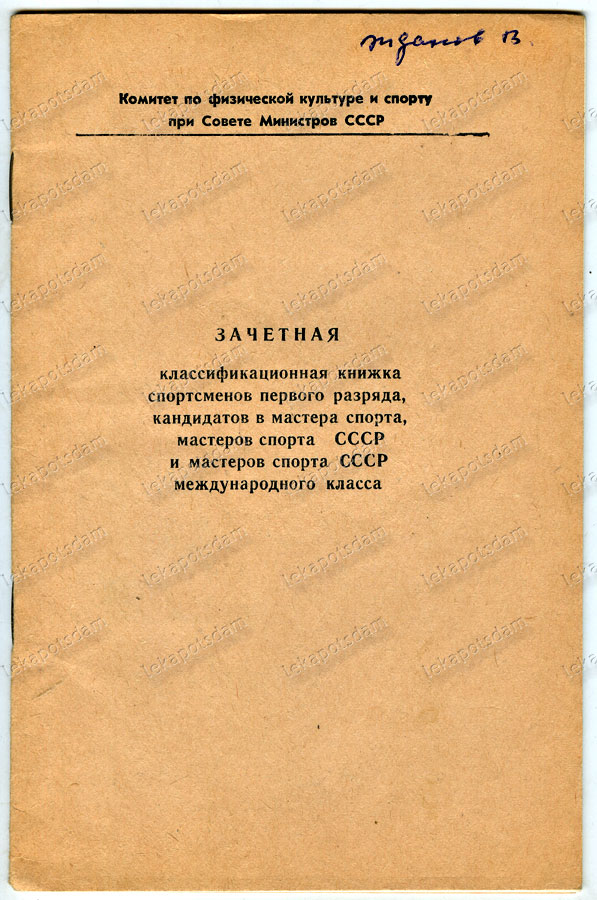 Жданов В
Комитет по физической культуре и спорту
при Совете Министров СССР
ЗАЧЕТНАЯ
классификационная книжка
спортсменов первого разряда,
кандидатов в мастера спорта,
мастеров спорта СССР
и мастеров спорта СССР
международного класса
lekapotsdam